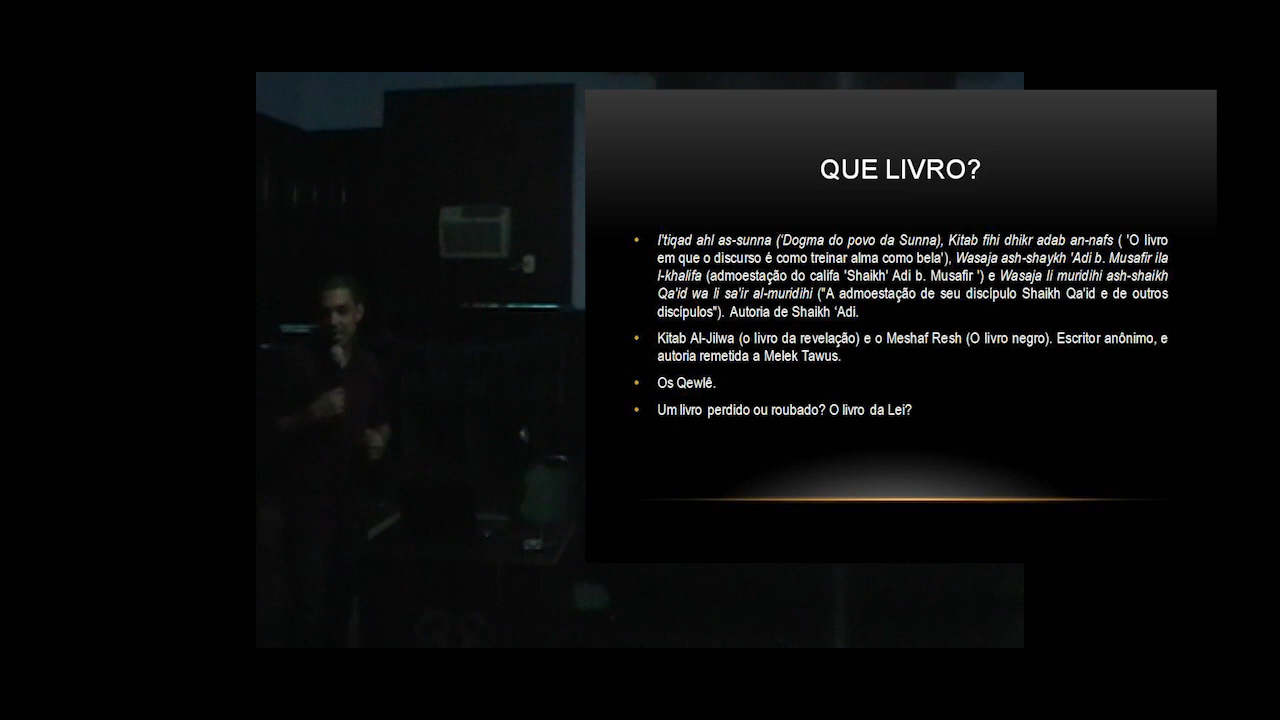 QUE LIVRO?
• I'tiqad ahl as-sunna ('Dogma do povo da Sunna), Kitab fihi dhikr adab an-nafs ( 'O livro
em que o discurso é como treinar alma como bela'), Wasaja ash-shaykh 'Adi b. Musafir ila
l-khalifa (admoestação do califa 'Shaikh' Adi b. Musafir ') e Wasaja li muridihi ash-shaikh
Qa'id wa li sa'ir al-muridihi ("A admoestação de seu discípulo Shaikh Qa'id e de outros
discípulos"). Autoria de Shaikh ‘Adi.
• Kitab Al-Jilwa (o livro da revelação) e o Meshaf Resh (O livro negro). Escritor anônimo, e
autoria remetida a Melek Tawus.
• Os Qewlê.
• Um livro perdido ou roubado? O livro da Lei?